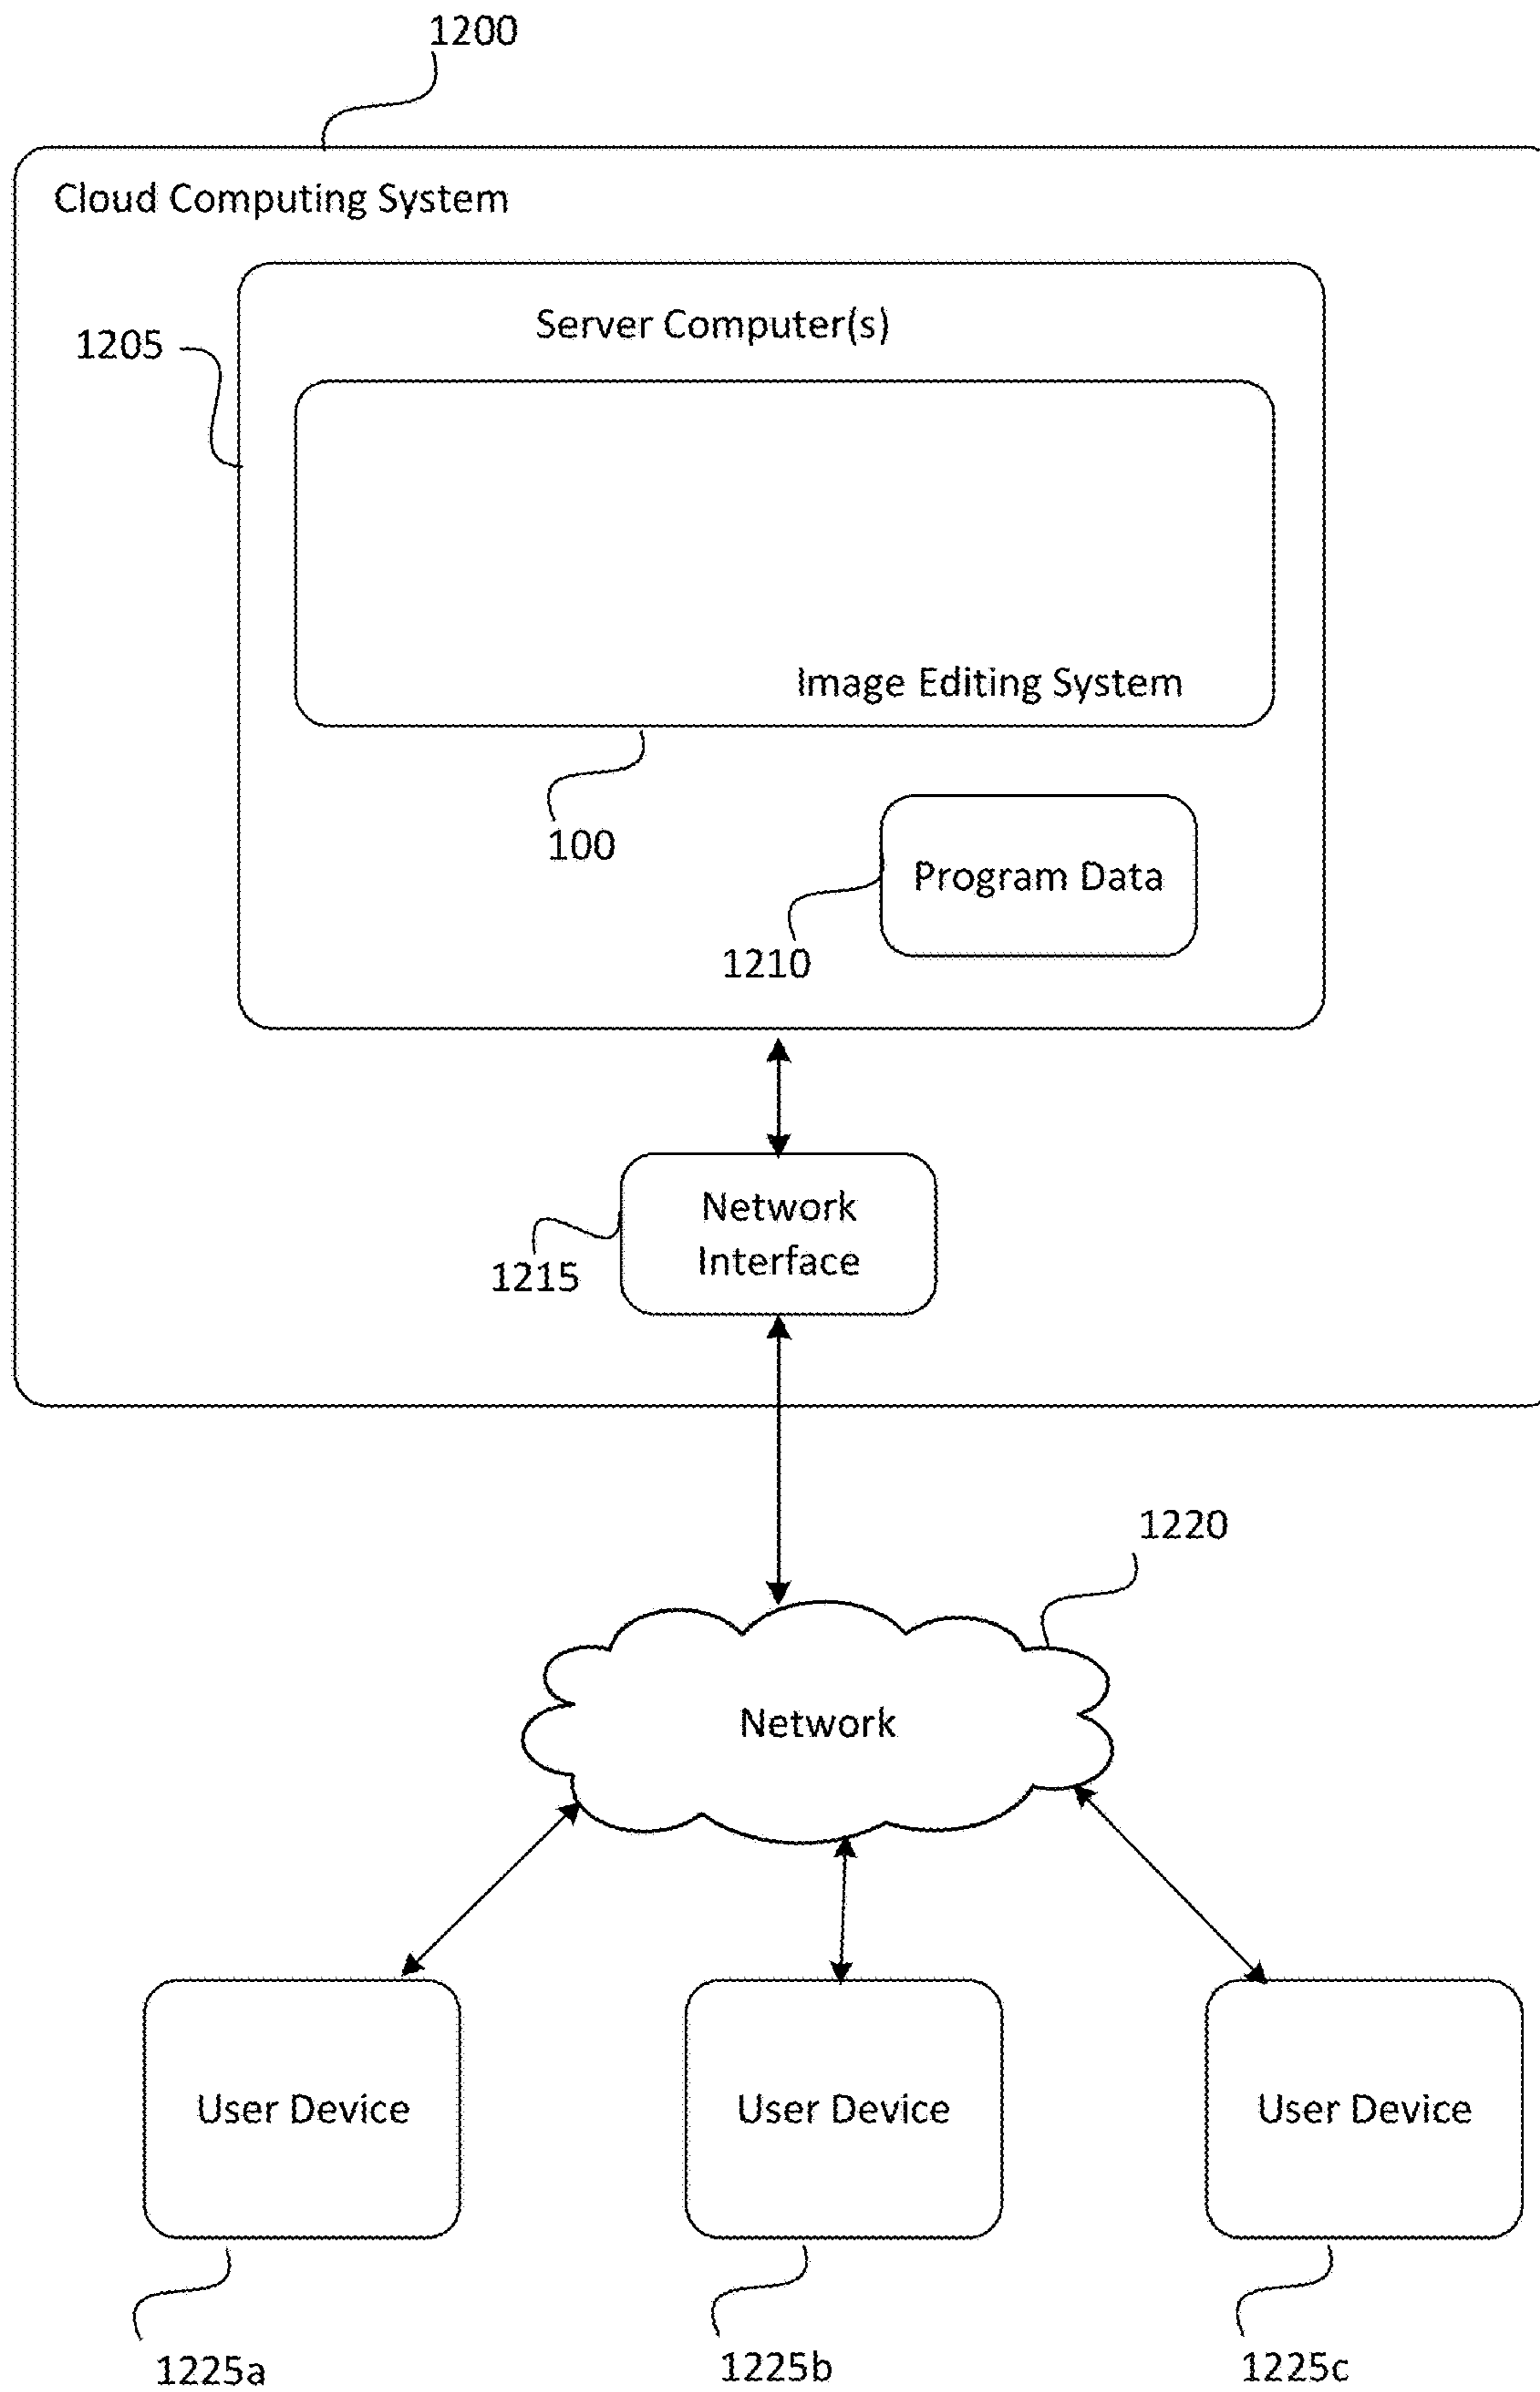 1200
Cloud Computing System
Server Computer(s)
1205
Image Editing System
100
Program Data
1210
Network
Interface
1215
1220
Network
User Device
User Device
User Device
1225a
1225b
1225c